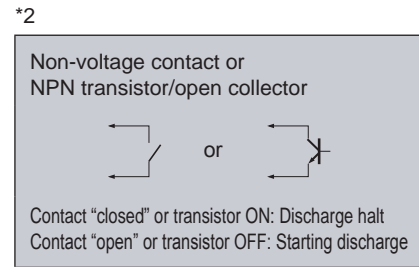 *2
Non-voltage contact or
NPN transistor/open collector
or
Contact “closed” or transistor ON: Discharge halt
Contact “open” or transistor OFF: Starting discharge